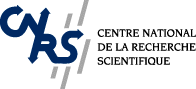 CNRS
CENTRE NATIONAL
DE LA RECHERCHE
SCIENTIFIQUE